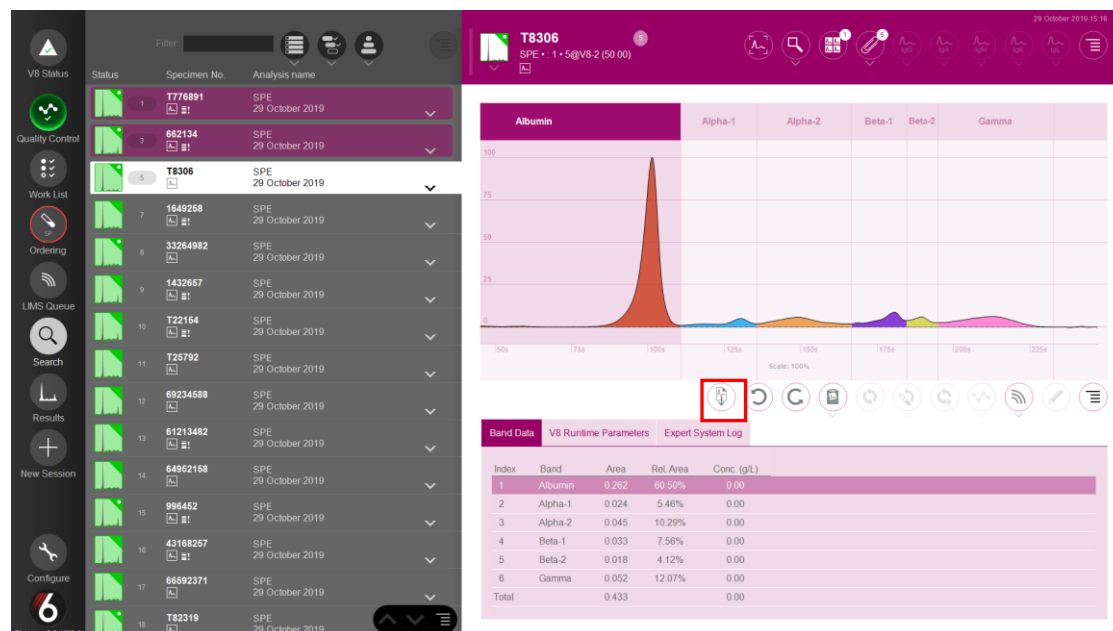 29 October 2019 15:16
V8 Status
Quality Control
Work List
SP
Ordering
LIMS Queue
Search
Results
New Session
Configure
Filter:
Status Specimen No. Analysis name
1 T776891 SPE
29 October 2019
3 662134 SPE
29 October 2019
5 T8306 SPE
29 October 2019
7 1649258 SPE
29 October 2019
8 33264982 SPE
29 October 2019
9 1432657 SPE
29 October 2019
10 T22154 SPE
29 October 2019
11 T25792 SPE
29 October 2019
12 69234588 SPE
29 October 2019
13 61213482 SPE
29 October 2019
14 64952158 SPE
29 October 2019
15 996452 SPE
29 October 2019
16 43168257 SPE
29 October 2019
17 66592371 SPE
29 October 2019
18 T82319 SPE
29 October 2019
T8306 5
SPE • : 1 • 5@V8-2 (50.00)
1 5 IgG IgA IgM IgK IgL
Albumin Alpha-1 Alpha-2 Beta-1 Beta-2 Gamma
100
75
50
25
0
50s 75s 100s 125s 150s 175s 200s 225s
Scale: 100%
Band Data V8 Runtime Parameters Expert System Log
Index Band Area Rel. Area Conc. (g/L)
1 Albumin 0.262 60.50% 0.00
2 Alpha-1 0.024 5.46% 0.00
3 Alpha-2 0.045 10.29% 0.00
4 Beta-1 0.033 7.56% 0.00
5 Beta-2 0.018 4.12% 0.00
6 Gamma 0.052 12.07% 0.00
Total 0.433 0.00